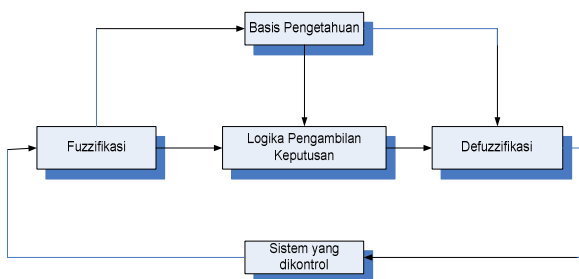 Basis Pengetahuan
Fuzzifikasi
Logika Pengambilan
Keputusan
Defuzzifikasi
Sistem yang
dikontrol